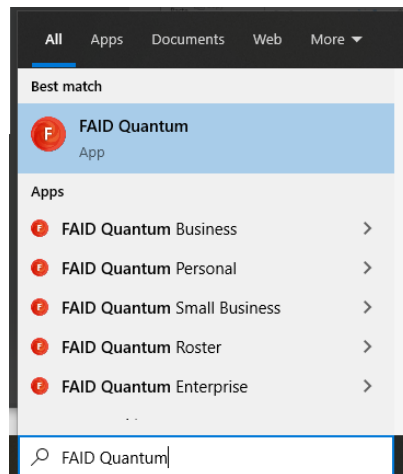 All Apps Documents Web More
Best match
FAID Quantum
App
Apps
FAID Quantum Business
FAID Quantum Personal
FAID Quantum Small Business
FAID Quantum Roster
FAID Quantum Enterprise
FAID Quantum